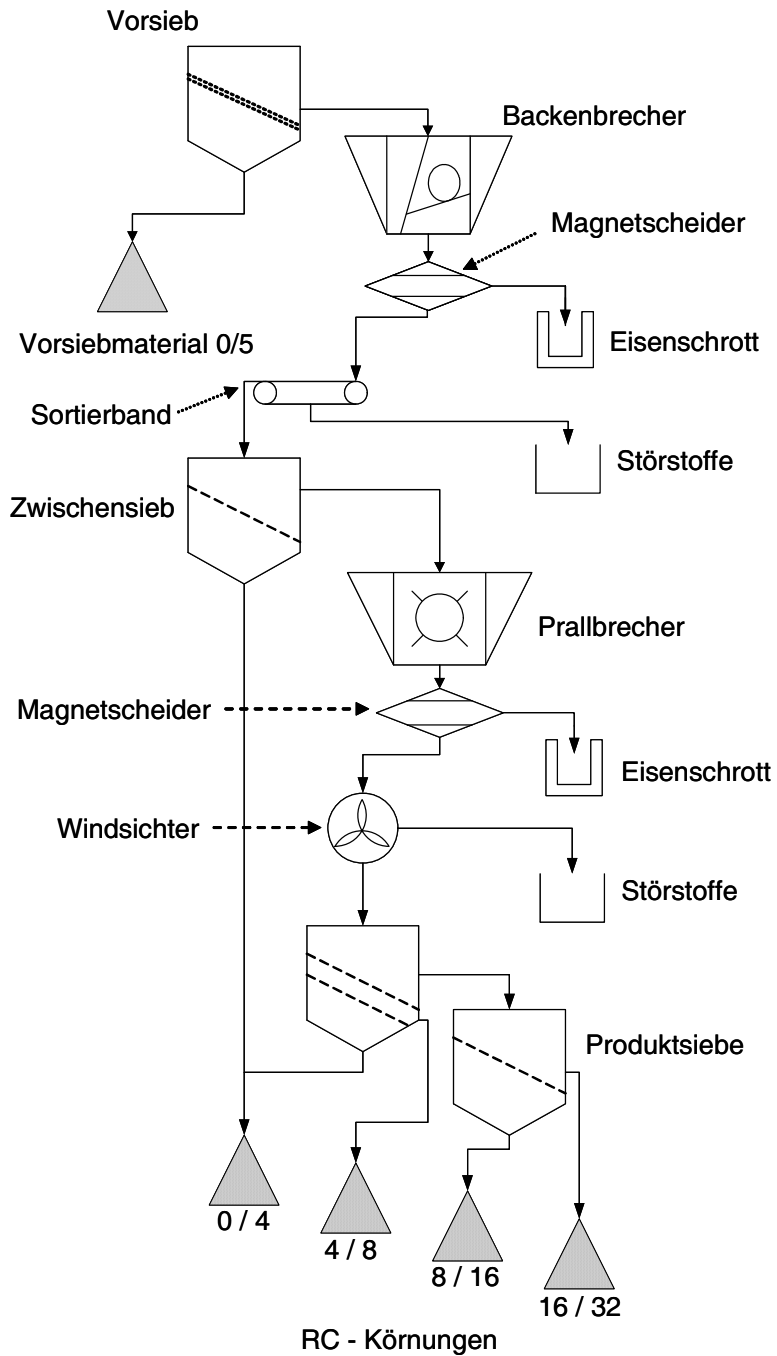 Vorsieb
Backenbrecher
Magnetscheider
Vorsiebmaterial 0/5
Eisenschrott
Sortierband
Störstoffe
Zwischensieb
Prallbrecher
Magnetscheider
Eisenschrott
Windsichter
Störstoffe
Produktsiebe
0 / 4
4 / 8
8 / 16
16 / 32
RC - Körnungen